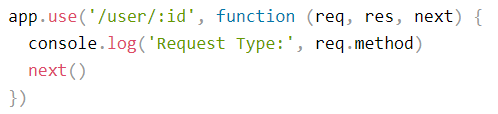 app.use('/user/:id', function (req, res, next) {
  console.log('Request Type:', req.method)
  next()
})